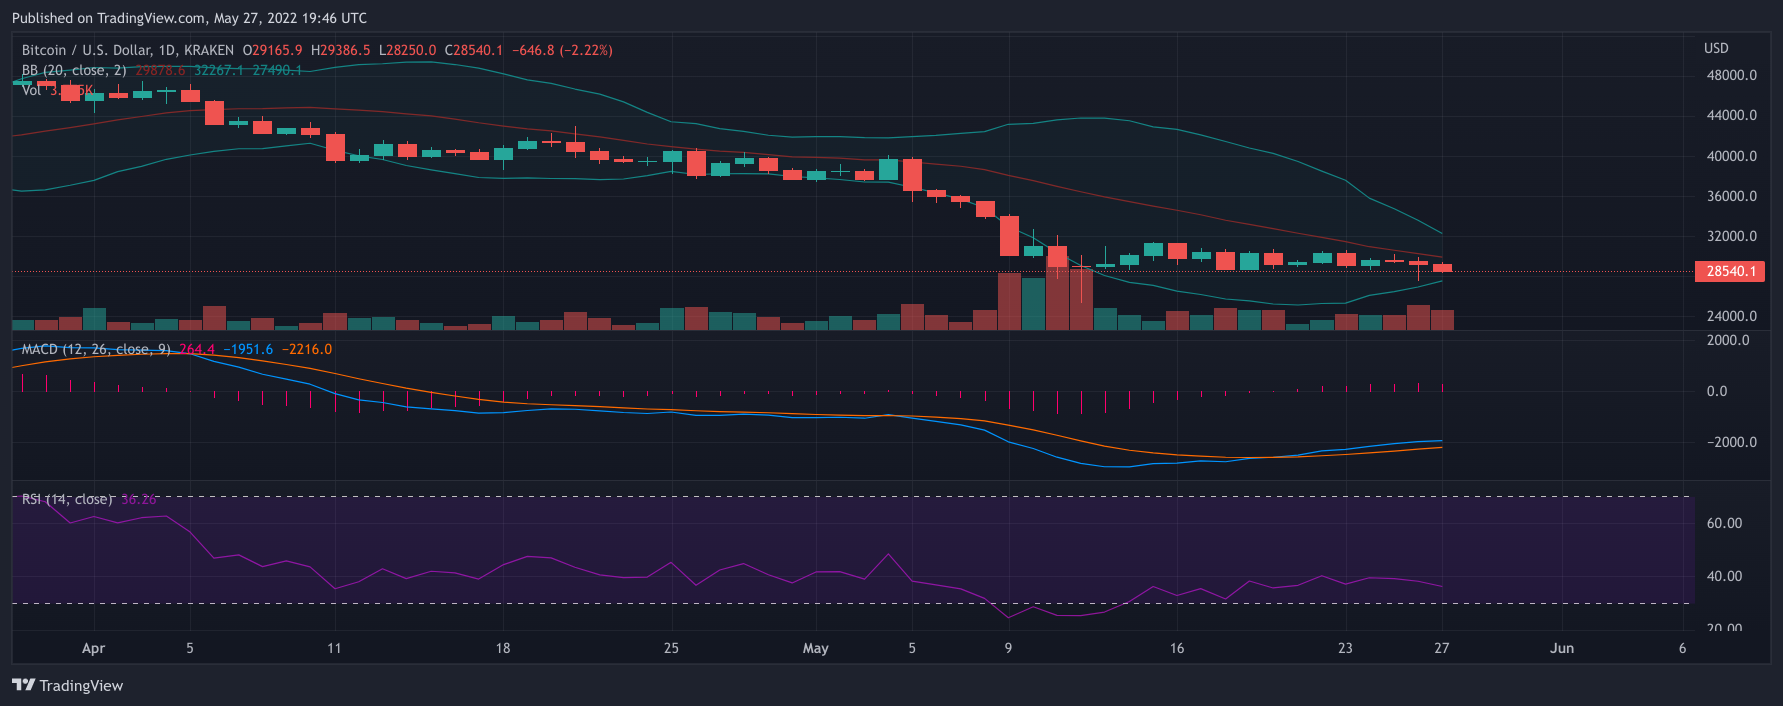 Published on TradingView.com, May 27, 2022 19:46 UTC
Bitcoin / U.S. Dollar, 1D, KRAKEN O29165.9 H29386.5 L28250.0 C28540.1 −646.8 (−2.22%)
BB (20, close, 2) 29878.6 32267.1 27490.1
Vol
USD
48000.0
44000.0
40000.0
36000.0
32000.0
28540.1
24000.0
MACD (12, 26, close, 9) 264.4 −1951.6 −2216.0
2000.0
0.0
−2000.0
RSI (14, close) 36.26
60.00
40.00
20.00
Apr 5 11 18 25 May 5 9 16 23 27 Jun 6
TradingView